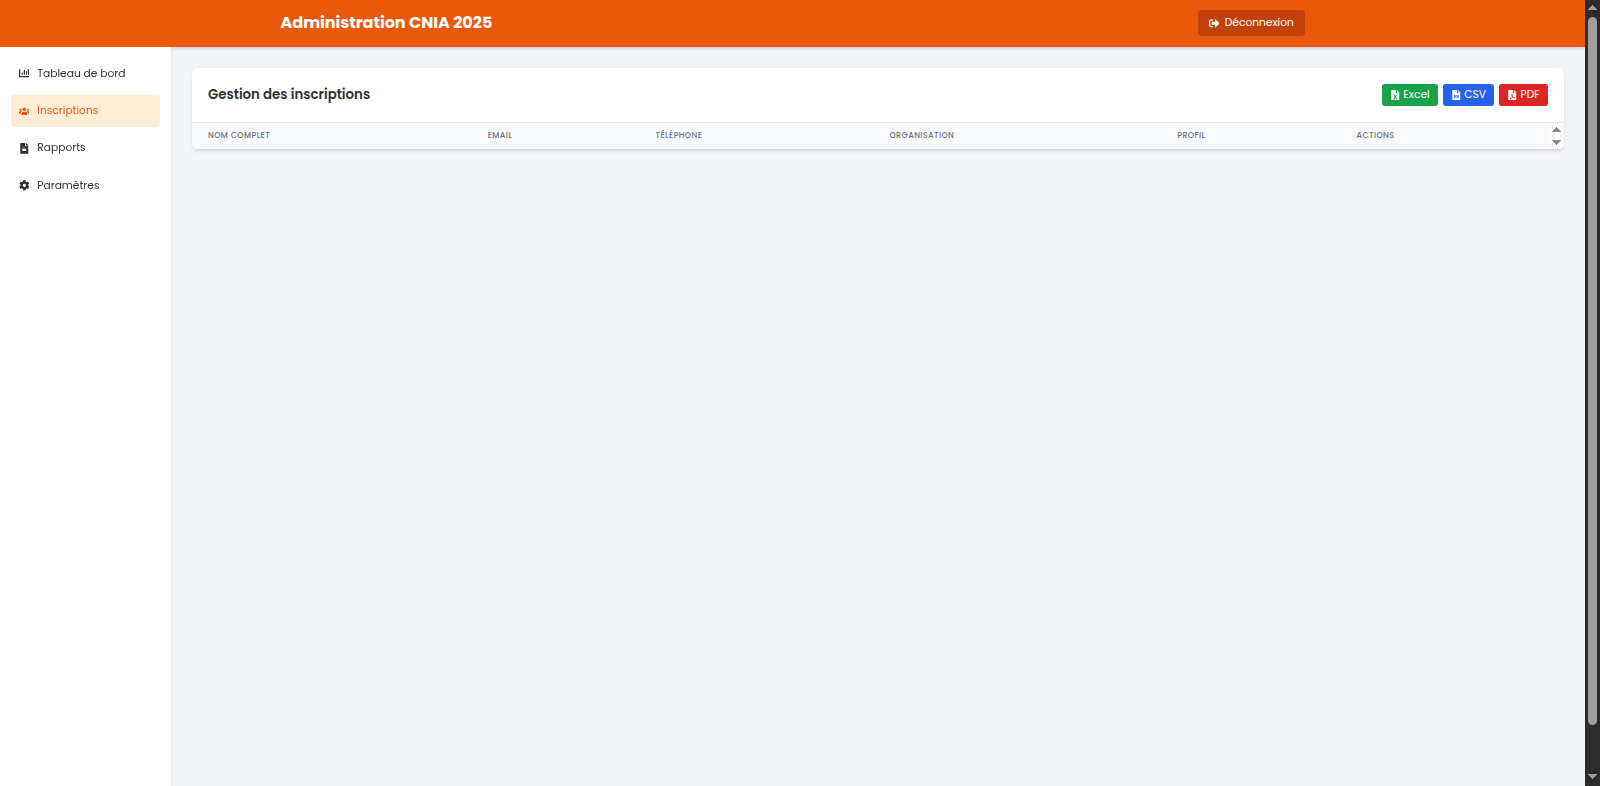 Administration CNIA 2025
Déconnexion
Tableau de bord
Inscriptions
Rapports
Paramètres
Gestion des inscriptions
Excel
CSV
PDF
NOM COMPLET EMAIL TÉLÉPHONE ORGANISATION PROFIL ACTIONS